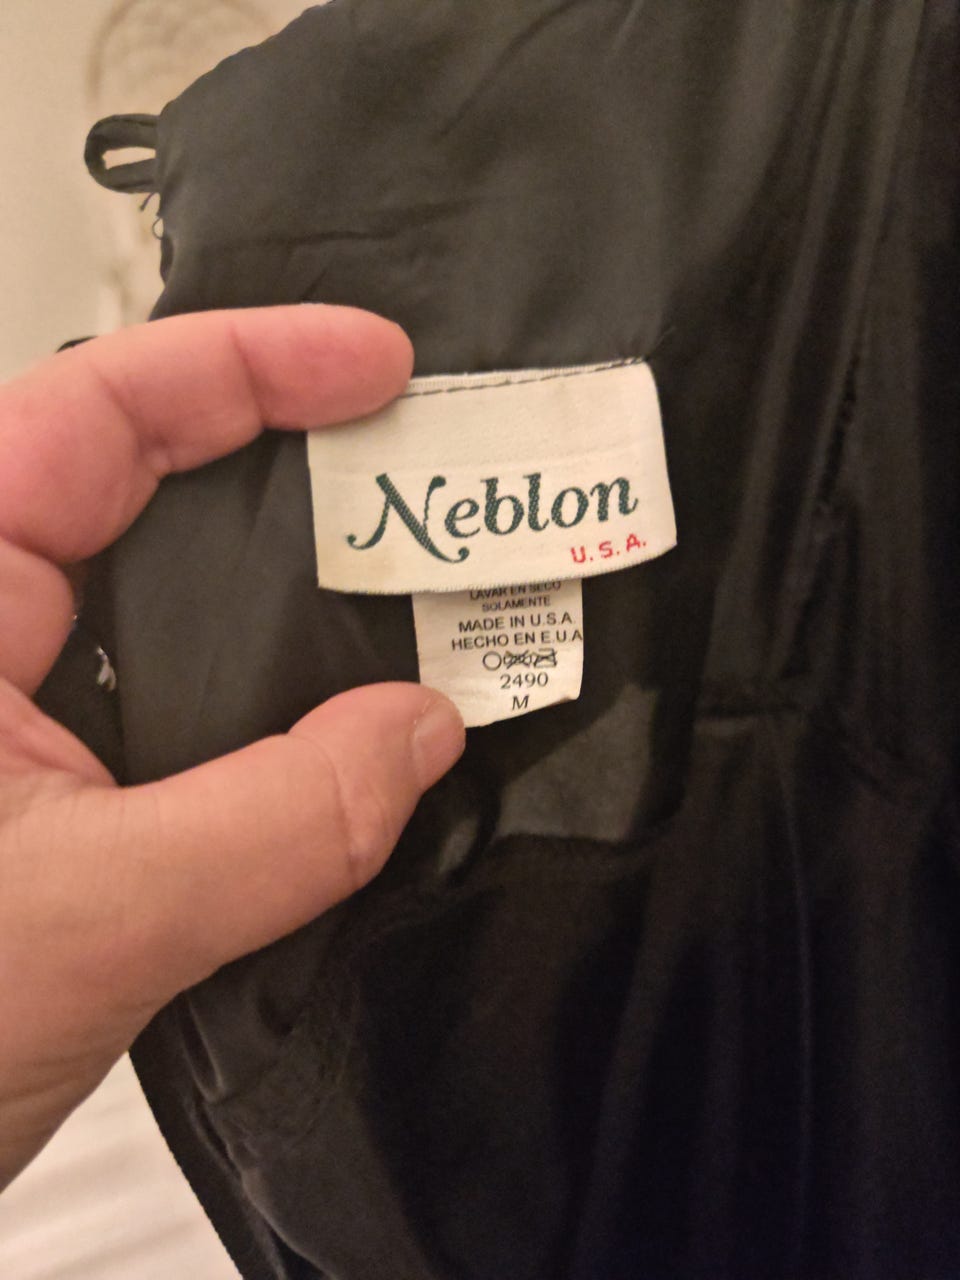 Neblon
U.S.A.
LAVAR EN SECO
SOLAMENTE
MADE IN U.S.A.
HECHO EN E.U.A
2490
M